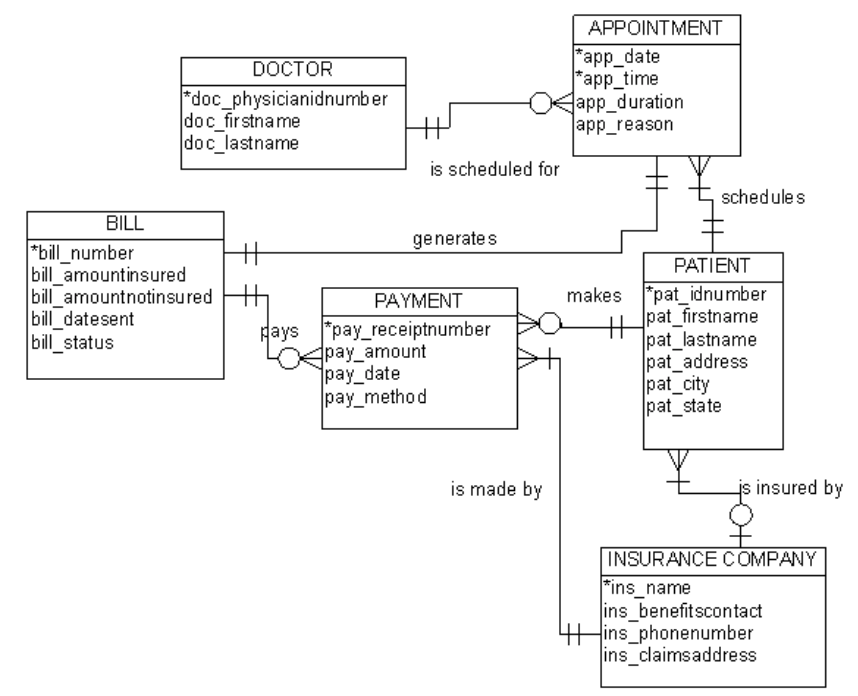 APPOINTMENT
*app_date
*app_time
app_duration
app_reason
DOCTOR
*doc_physicianidnumber
doc_firstname
doc_lastname
is scheduled for
schedules
BILL
*bill_number
bill_amountinsured
bill_amountnotinsured
bill_datesent
bill_status
generates
PATIENT
*pat_idnumber
pat_firstname
pat_lastname
pat_address
pat_city
pat_state
makes
pays
PAYMENT
*pay_receiptnumber
pay_amount
pay_date
pay_method
is made by
is insured by
INSURANCE COMPANY
*ins_name
ins_benefitscontact
ins_phonenumber
ins_claimsaddress